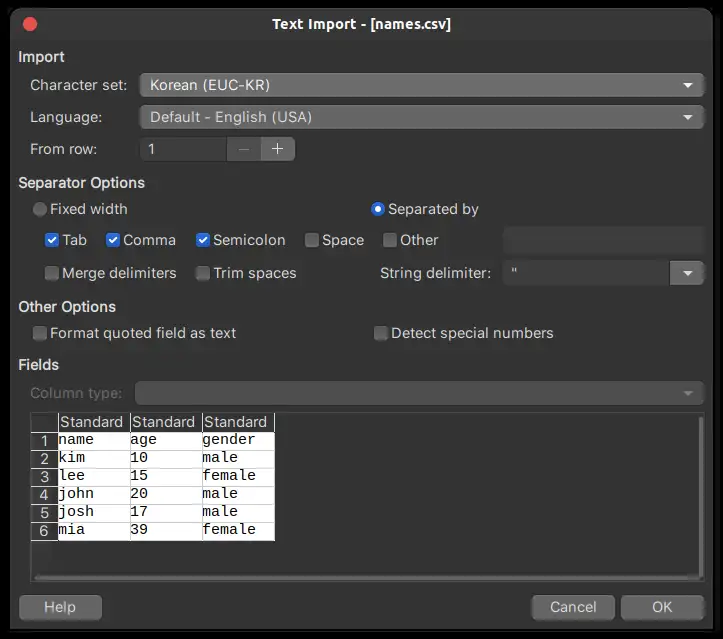 Text Import - [names.csv]
Import
Character set: Korean (EUC-KR)
Language: Default - English (USA)
From row: 1 − +
Separator Options
Fixed width Separated by
Tab Comma Semicolon Space Other
Merge delimiters Trim spaces String delimiter: "
Other Options
Format quoted field as text Detect special numbers
Fields
Column type:
Standard Standard Standard
1 name age gender
2 kim 10 male
3 lee 15 female
4 john 20 male
5 josh 17 male
6 mia 39 female
Help Cancel OK